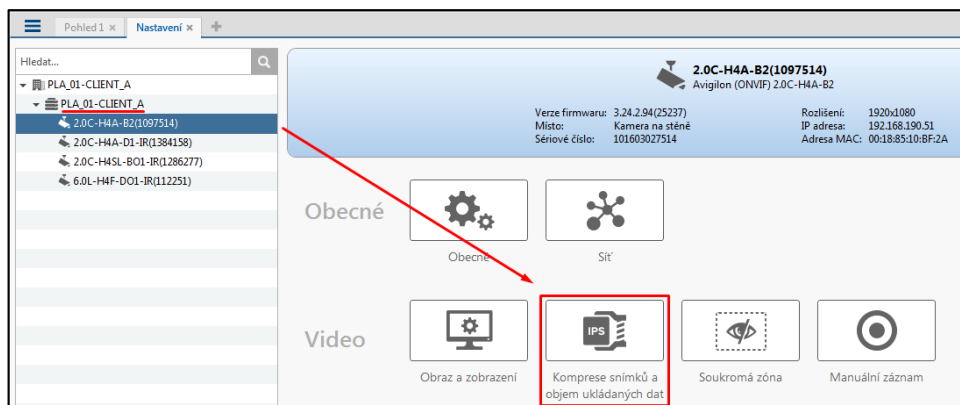 Pohled 1 ×
Nastavení ×
Hledat...
PLA_01-CLIENT_A
PLA_01-CLIENT_A
2.0C-H4A-B2(1097514)
2.0C-H4A-D1-IR(1384158)
2.0C-H4SL-BO1-IR(1286277)
6.0L-H4F-DO1-IR(112251)
2.0C-H4A-B2(1097514)
Avigilon (ONVIF) 2.0C-H4A-B2
Verze firmwaru: 3.24.2.94(25237)
Místo: Kamera na stěně
Sériové číslo: 101603027514
Rozlišení: 1920x1080
IP adresa: 192.168.190.51
Adresa MAC: 00:18:85:10:BF:2A
Obecné
Obecné
Síť
Video
Obraz a zobrazení
IPS
Komprese snímků a
objem ukládaných dat
Soukromá zóna
Manuální záznam